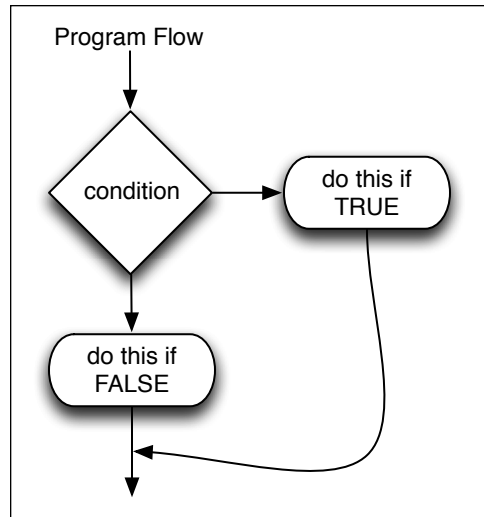 Program Flow
condition
do this if
TRUE
do this if
FALSE